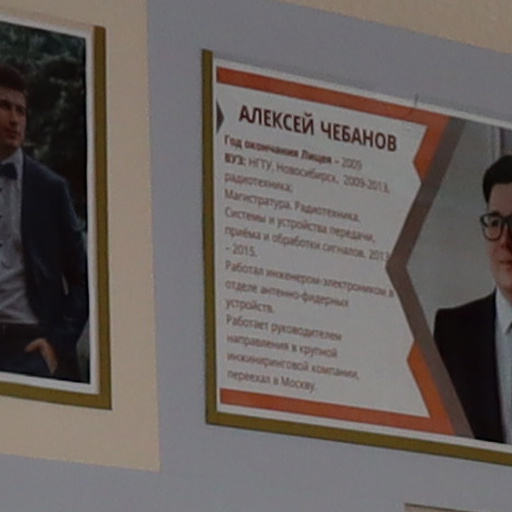 АЛЕКСЕЙ ЧЕБАНОВ
Год окончания Лицея – 2009
ВУЗ: НГТУ, Новосибирск, 2009-2013,
радиотехника;
Магистратура. Радиотехника.
Системы и устройства передачи,
приёма и обработки сигналов, 2013
– 2015.
Работал инженером-электроником в
отделе антенно-фидерных
устройств.
Работает руководителем
направления в крупной
инжиниринговой компании,
переехал в Москву.